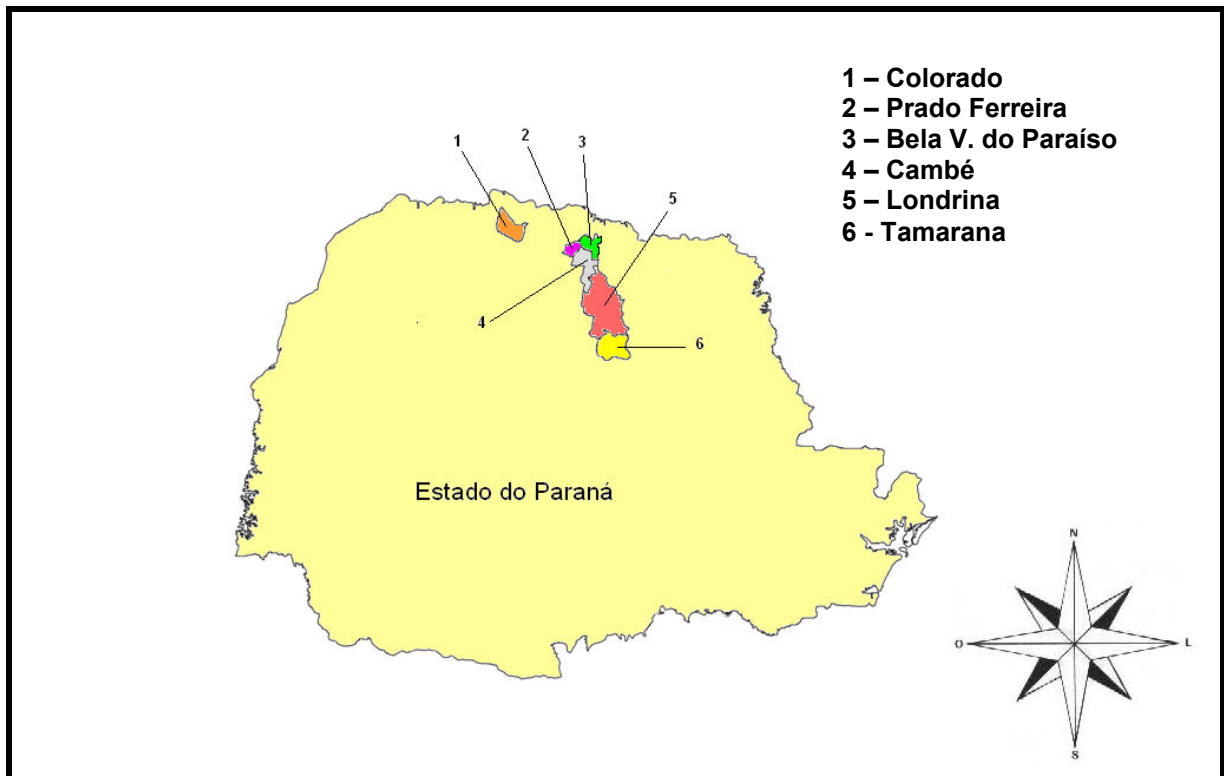 1 – Colorado
2 – Prado Ferreira
3 – Bela V. do Paraíso
4 – Cambé
5 – Londrina
6 - Tamarana
1
2
3
5
4
6
Estado do Paraná
N
O
L
S